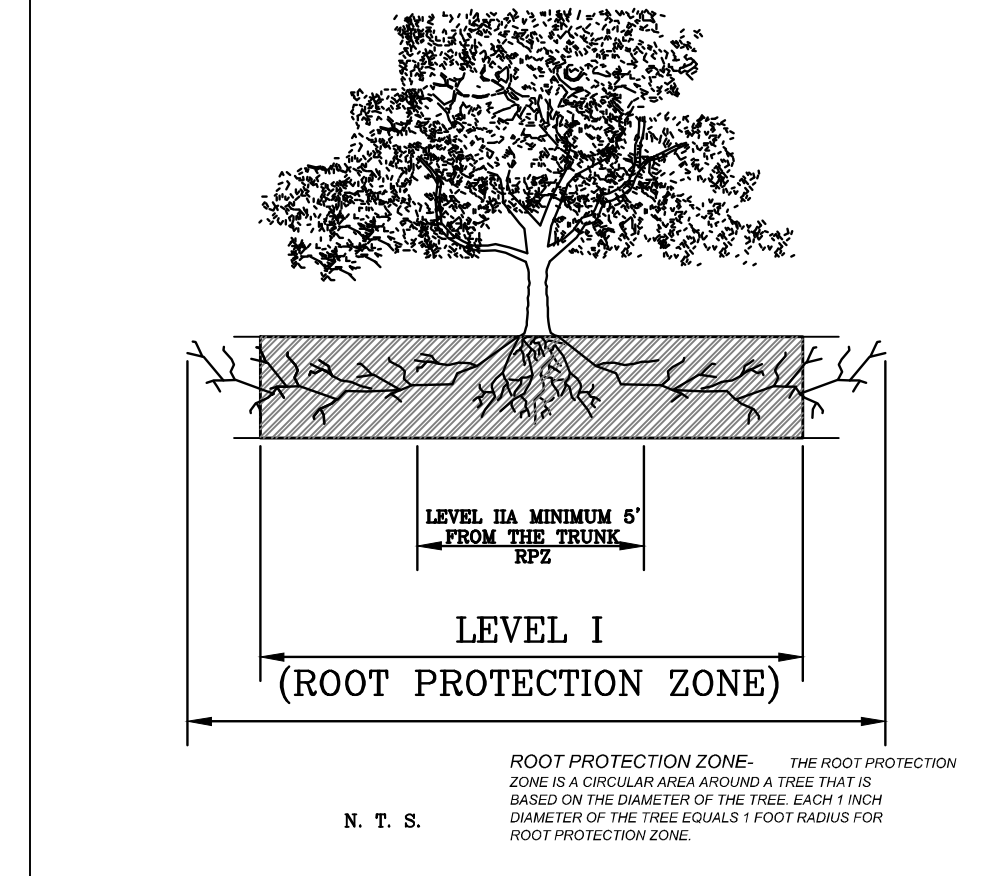 LEVEL IIA MINIMUM 5'
FROM THE TRUNK
RPZ
LEVEL I
(ROOT PROTECTION ZONE)
ROOT PROTECTION ZONE- THE ROOT PROTECTION
ZONE IS A CIRCULAR AREA AROUND A TREE THAT IS
BASED ON THE DIAMETER OF THE TREE. EACH 1 INCH
DIAMETER OF THE TREE EQUALS 1 FOOT RADIUS FOR
ROOT PROTECTION ZONE.
N. T. S.